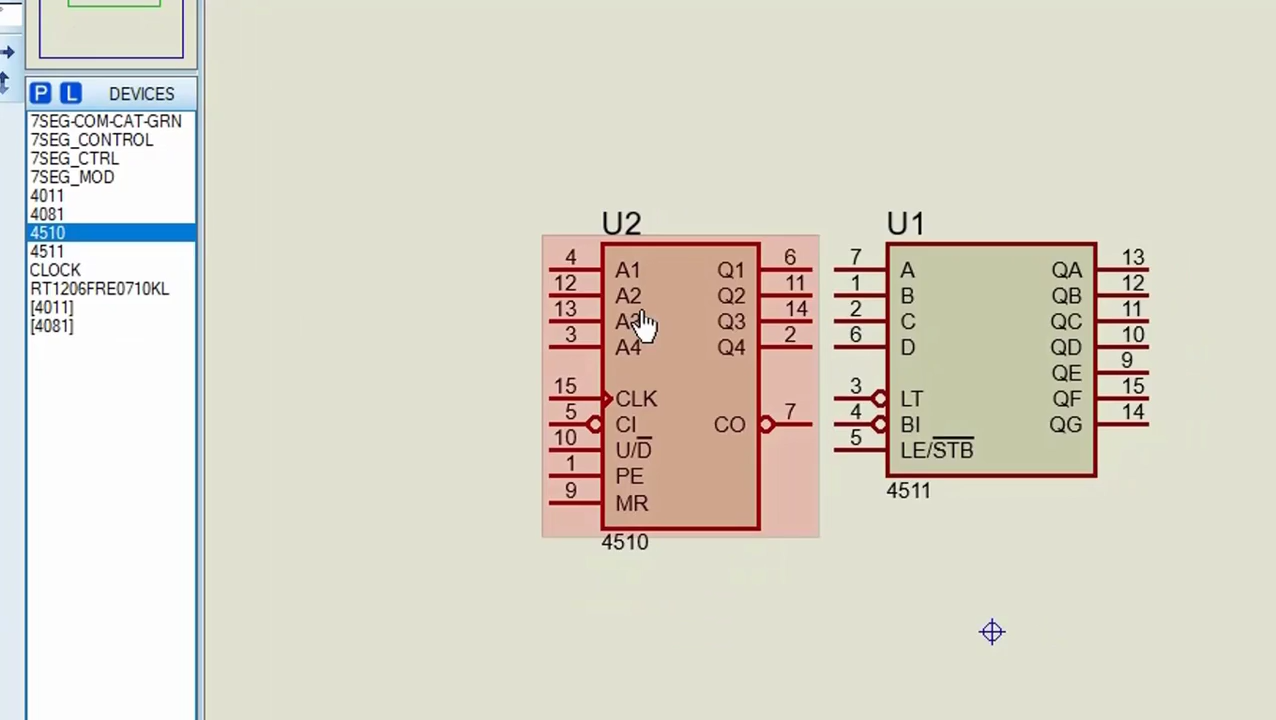 P L DEVICES
7SEG-COM-CAT-GRN
7SEG_CONTROL
7SEG_CTRL
7SEG_MOD
4011
4081
4510
4511
CLOCK
RT1206FRE0710KL
[4011]
[4081]
U2
4 A1 Q1 6
12 A2 Q2 11
13 A3 Q3 14
3 A4 Q4 2
15 CLK
5 CI CO 7
10 U/D̅
1 PE
9 MR
4510
U1
7 A QA 13
1 B QB 12
2 C QC 11
6 D QD 10
QE 9
3 LT QF 15
4 BI QG 14
5 LE/S̅T̅B̅
4511